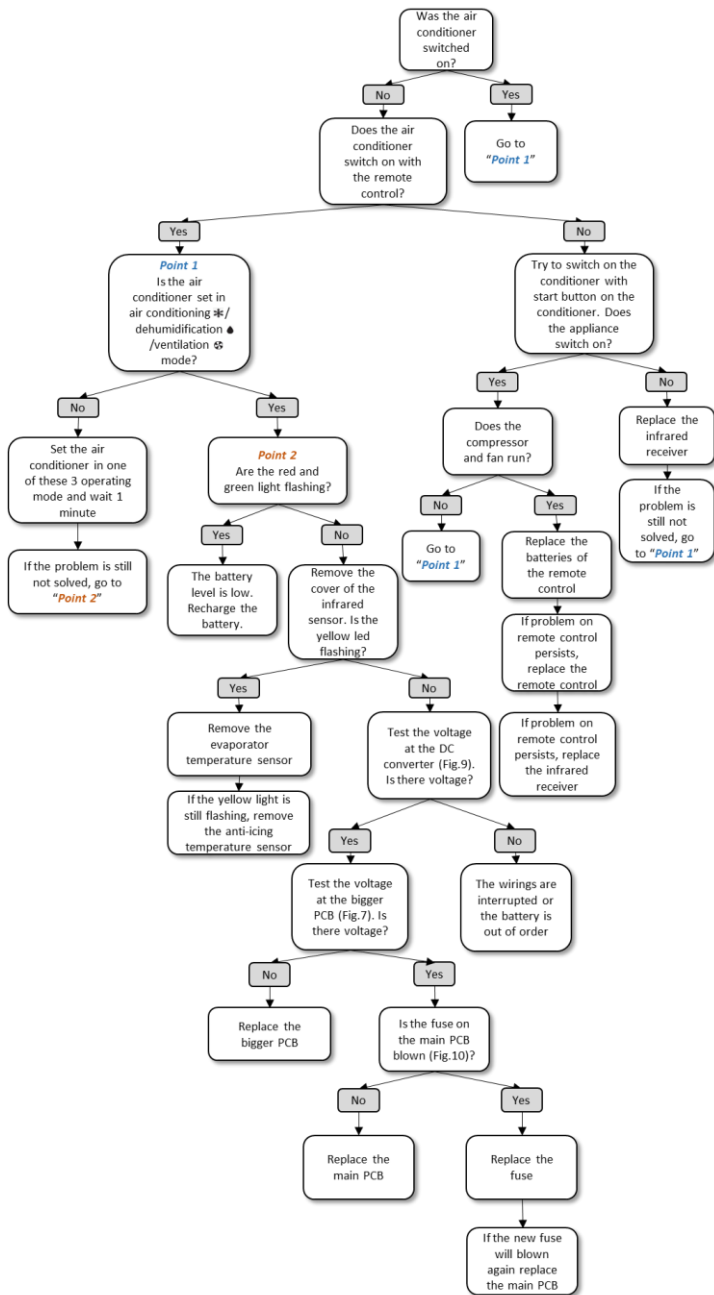 Was the air
conditioner
switched
on?
No
Yes
Does the air
conditioner
switch on with
the remote
control?
Go to
“Point 1”
Yes
No
Point 1
Is the air
conditioner set in
air conditioning /
dehumidification
/ventilation
mode?
Try to switch on the
conditioner with
start button on the
conditioner. Does
the appliance
switch on?
No
Yes
Yes
No
Set the air
conditioner in one
of these 3 operating
mode and wait 1
minute
Point 2
Are the red and
green light flashing?
Does the
compressor
and fan run?
Replace the
infrared
receiver
If the problem is still
not solved, go to
“Point 2”
Yes
No
No
Yes
If the
problem is
still not
solved, go
to “Point 1”
The battery
level is low.
Recharge the
battery.
Remove the
cover of the
infrared
sensor. Is the
yellow led
flashing?
Go to
“Point 1”
Replace the
batteries of
the remote
control
If problem on
remote control
persists,
replace the
remote control
Yes
No
Remove the
evaporator
temperature sensor
Test the voltage
at the DC
converter (Fig.9).
Is there voltage?
If problem on
remote control
persists, replace
the infrared
receiver
If the yellow light is
still flashing, remove
the anti-icing
temperature sensor
Yes
No
Test the voltage
at the bigger
PCB (Fig.7). Is
there voltage?
The wirings are
interrupted or
the battery is
out of order
No
Yes
Replace the
bigger PCB
Is the fuse on
the main PCB
blown (Fig.10)?
No
Yes
Replace the
main PCB
Replace the
fuse
If the new fuse
will blown
again replace
the main PCB